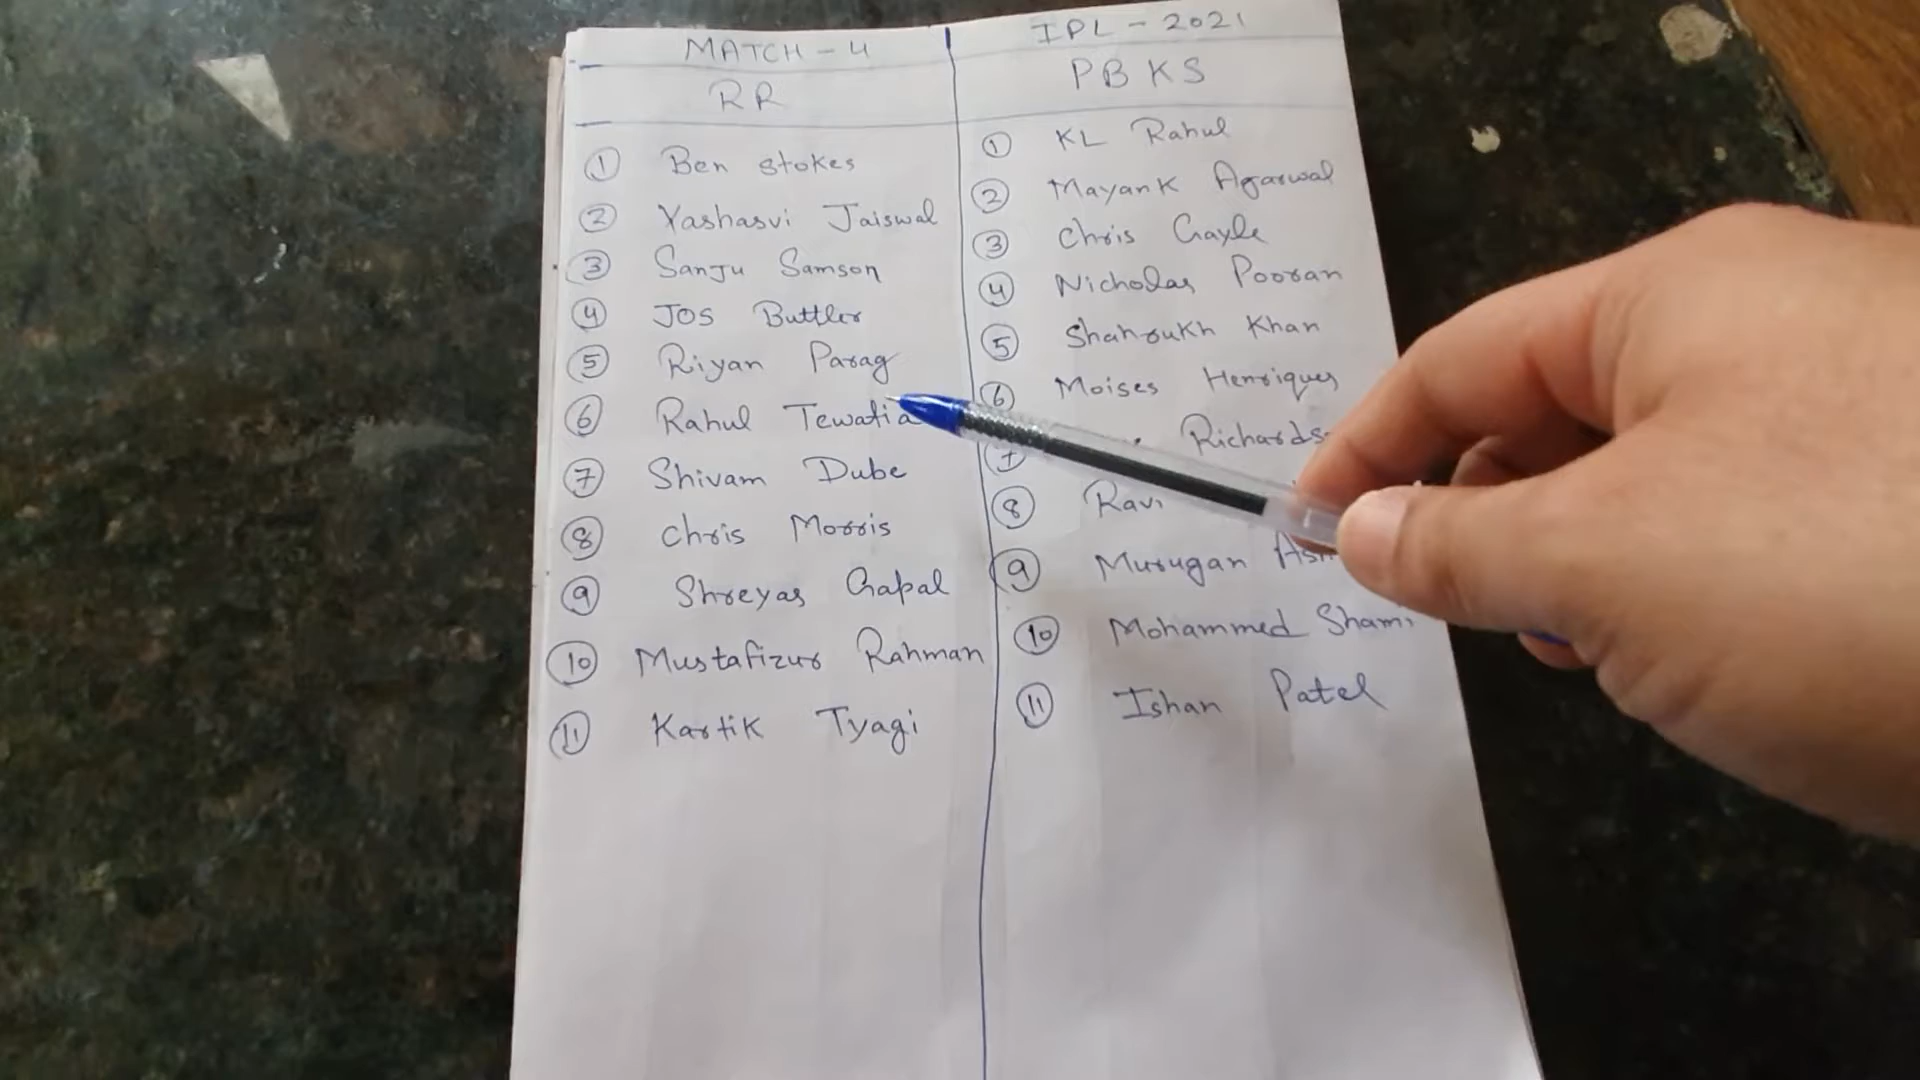 MATCH - 4
IPL - 2021
RR
PBKS
1 Ben Stokes
2 Yashasvi Jaiswal
3 Sanju Samson
4 JOS Buttler
5 Riyan Parag
6 Rahul Tewatia
7 Shivam Dube
8 Chris Morris
9 Shreyas Gopal
10 Mustafizur Rahman
11 Kartik Tyagi
1 KL Rahul
2 Mayank Agarwal
3 Chris Gayle
4 Nicholas Pooran
5 Shahrukh Khan
6 Moises Henriques
7 Richards
8 Ravi
9 Murugan
10 Mohammed Shami
11 Ishan Patel